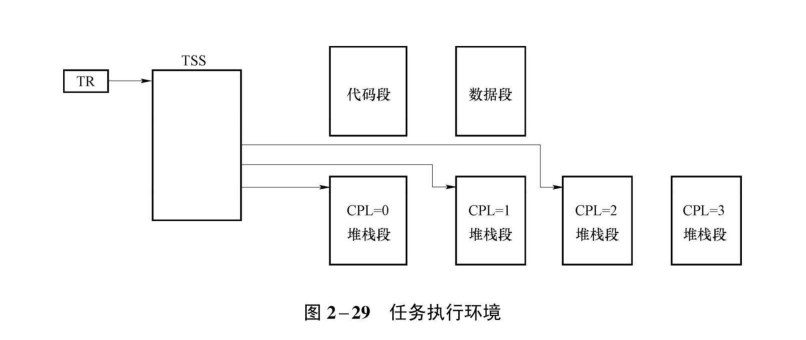 TSS
TR
代码段
数据段
CPL=0
堆栈段
CPL=1
堆栈段
CPL=2
堆栈段
CPL=3
堆栈段
图 2-29 任务执行环境